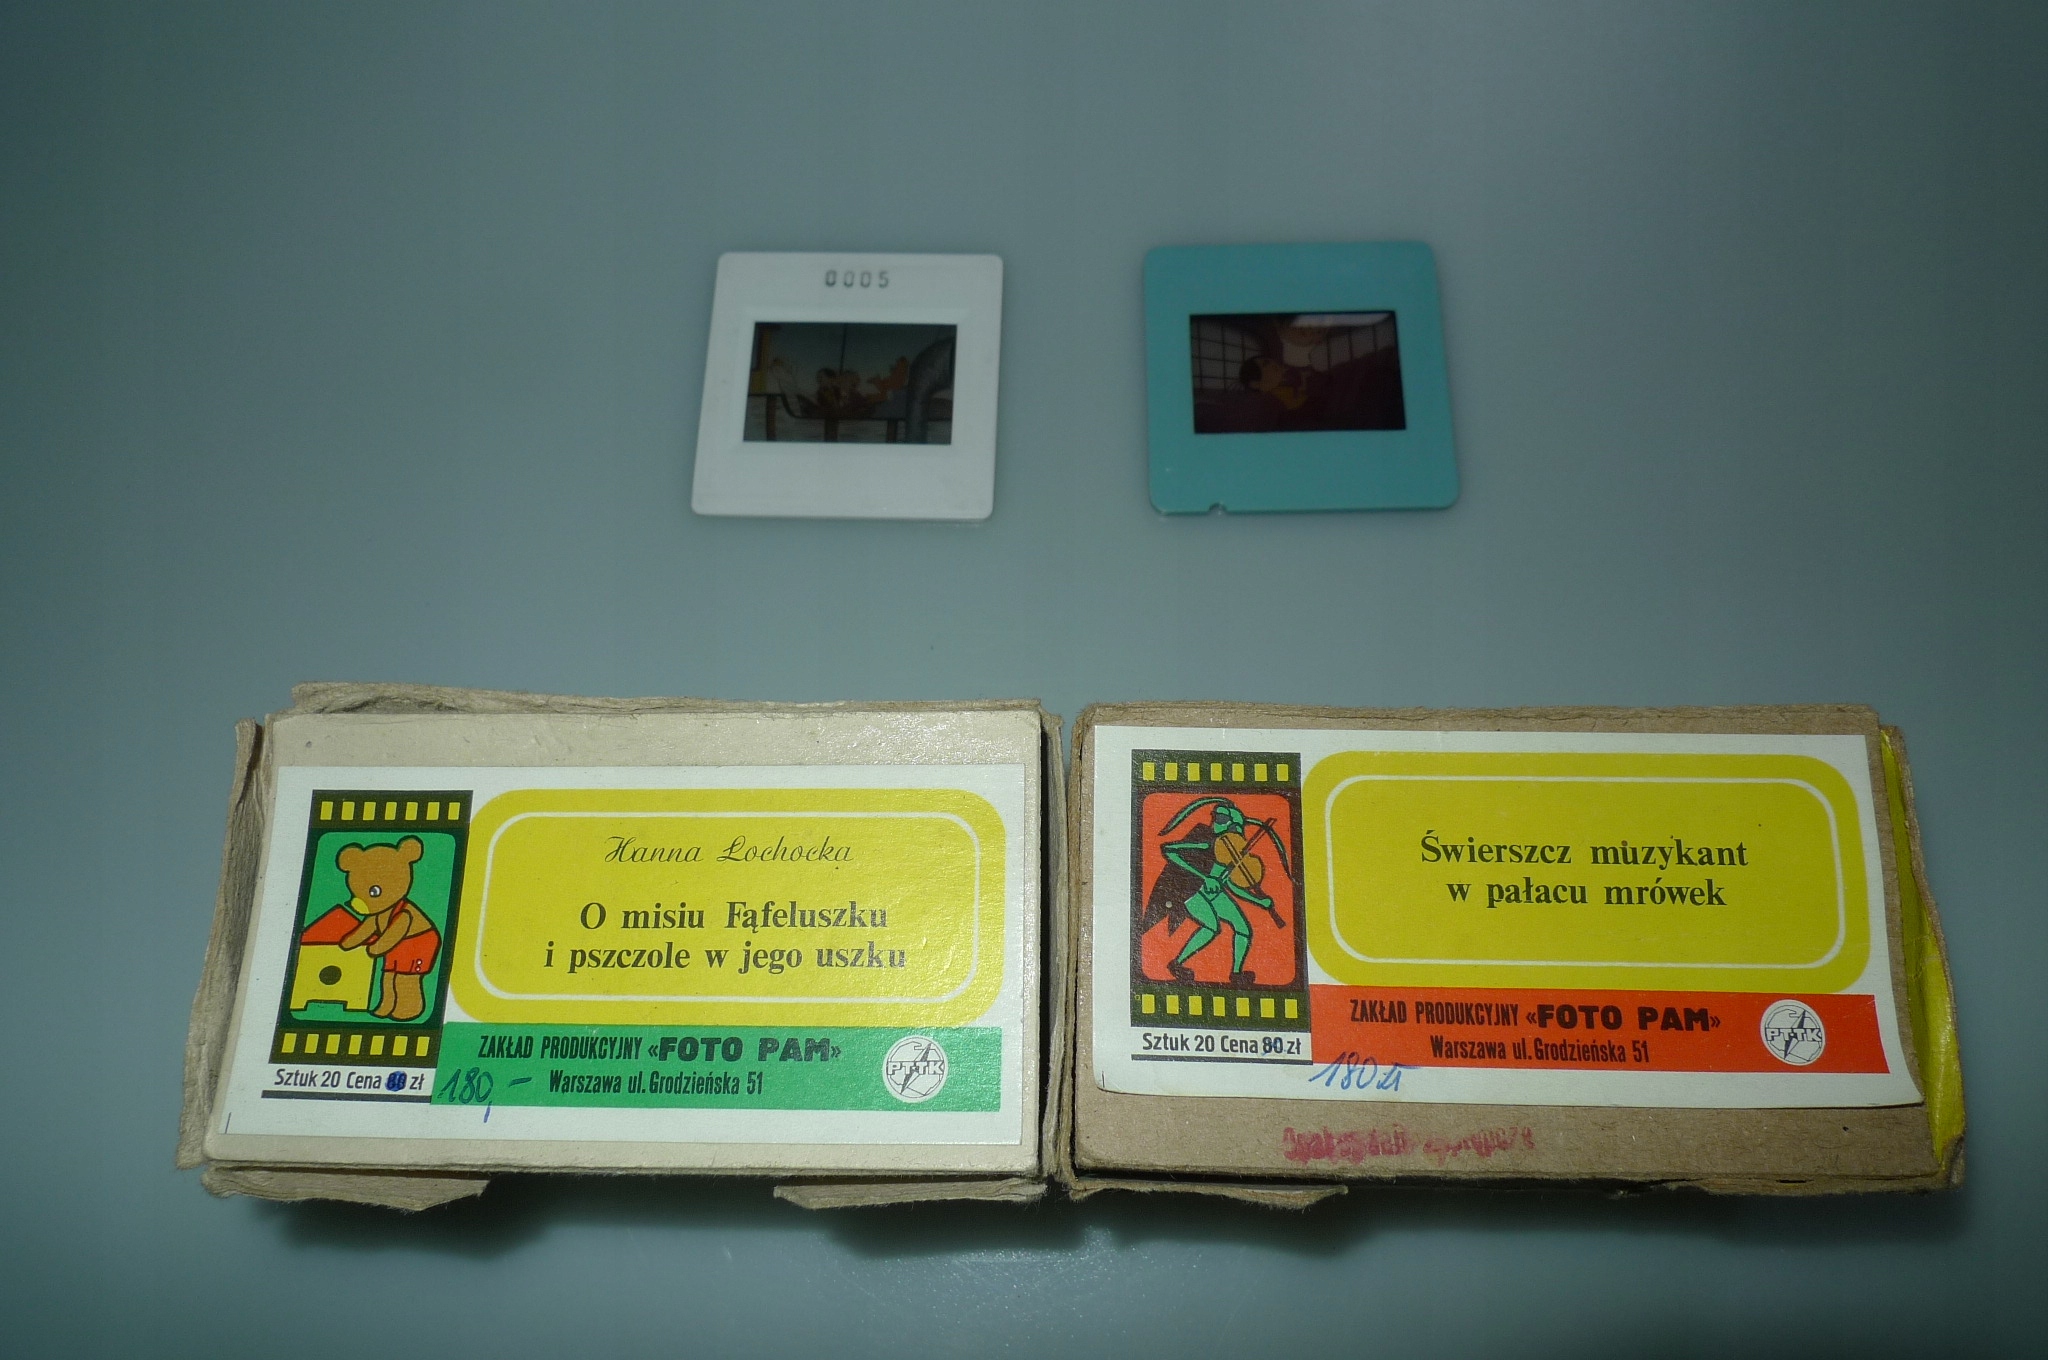 0005
Hanna Łochocka
O misiu Fąfeluszku
i pszczole w jego uszku
ZAKŁAD PRODUKCYJNY «FOTO PAM»
Warszawa ul. Grodzieńska 51
PTTK
Sztuk 20 Cena 80 zł
180,-
Świerszcz muzykant
w pałacu mrówek
ZAKŁAD PRODUKCYJNY «FOTO PAM»
Warszawa ul. Grodzieńska 51
PTTK
Sztuk 20 Cena 80 zł
180 zł